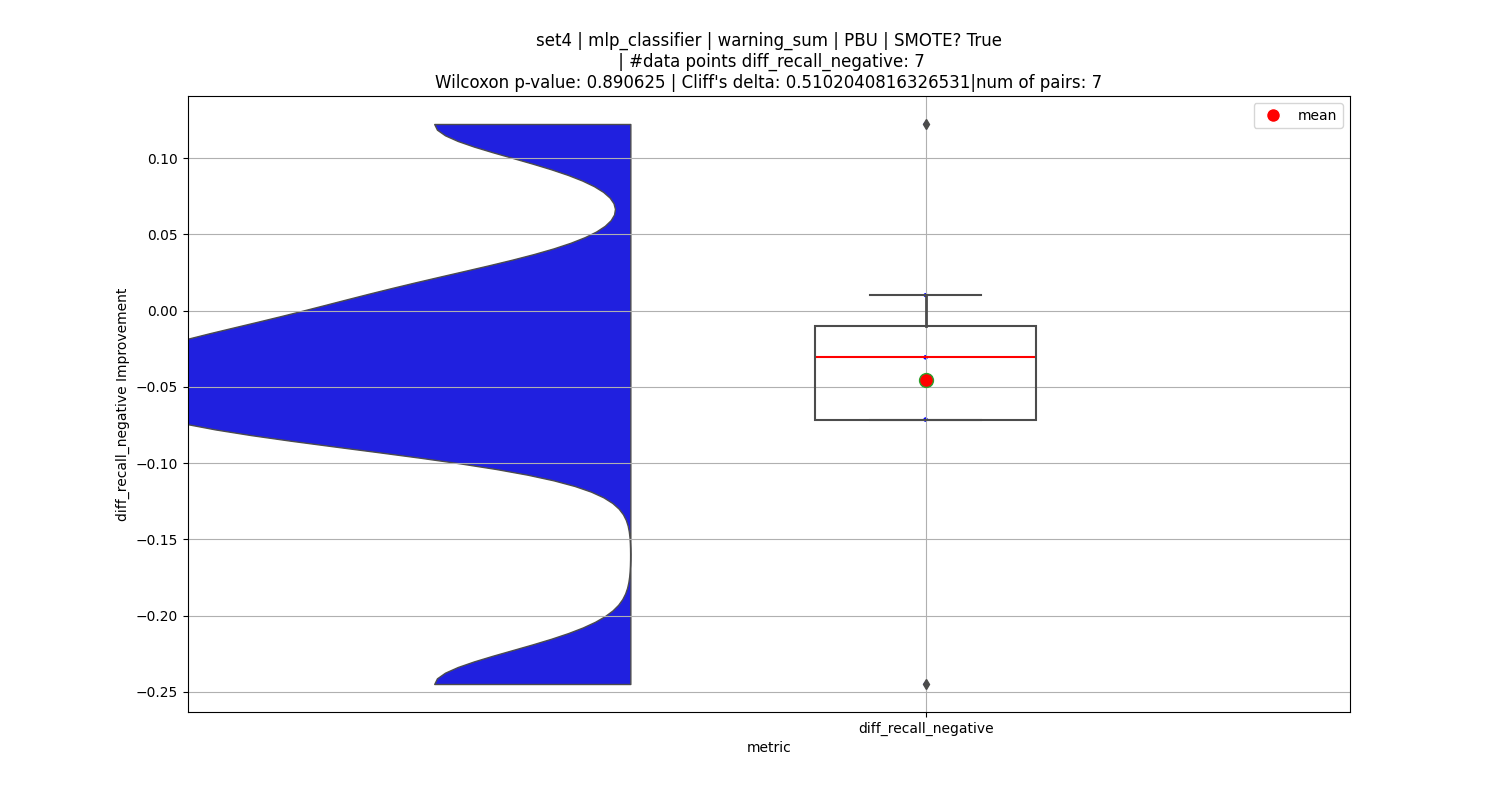 set4 | mlp_classifier | warning_sum | PBU | SMOTE? True
| #data points diff_recall_negative: 7
Wilcoxon p-value: 0.890625 | Cliff's delta: 0.5102040816326531|num of pairs: 7
mean
0.10
0.05
0.00
−0.05
−0.10
−0.15
−0.20
−0.25
diff_recall_negative Improvement
diff_recall_negative
metric